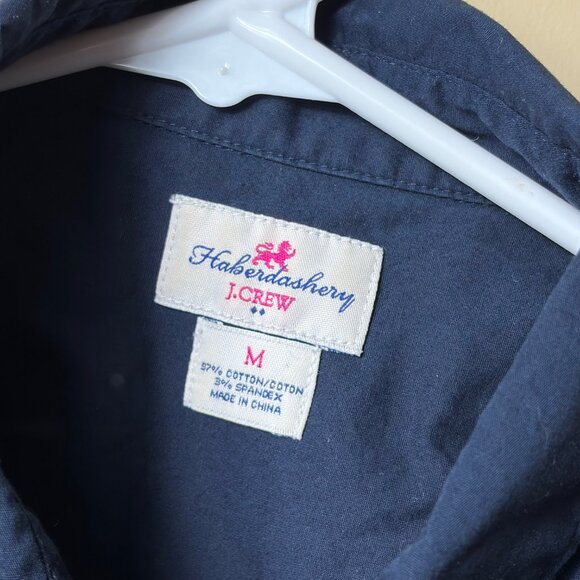 Haberdashery
J.CREW
M
97% COTTON/COTON
3% SPANDEX
MADE IN CHINA